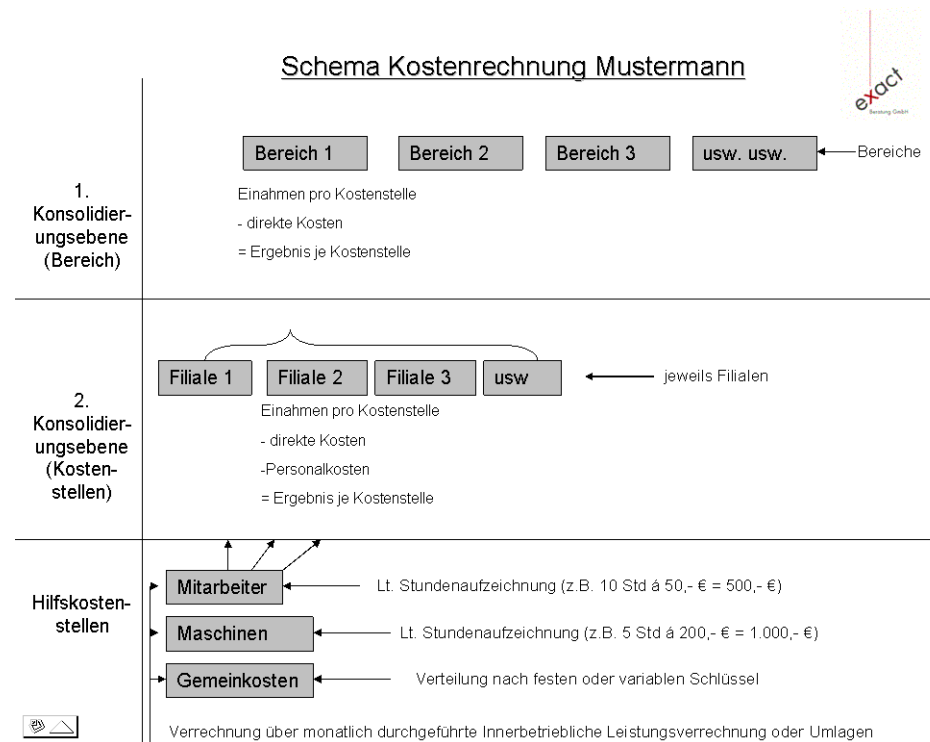 Schema Kostenrechnung Mustermann
exact
Beratung GmbH
Bereich 1
Bereich 2
Bereich 3
usw. usw.
Bereiche
1.
Konsolidier-
ungsebene
(Bereich)
Einahmen pro Kostenstelle
- direkte Kosten
= Ergebnis je Kostenstelle
Filiale 1
Filiale 2
Filiale 3
usw
jeweils Filialen
2.
Konsolidier-
ungsebene
(Kosten-
stellen)
Einahmen pro Kostenstelle
- direkte Kosten
-Personalkosten
= Ergebnis je Kostenstelle
Hilfskosten-
stellen
Mitarbeiter
Lt. Stundenaufzeichnung (z.B. 10 Std á 50,- € = 500,- €)
Maschinen
Lt. Stundenaufzeichnung (z.B. 5 Std á 200,- € = 1.000,- €)
Gemeinkosten
Verteilung nach festen oder variablen Schlüssel
Verrechnung über monatlich durchgeführte Innerbetriebliche Leistungsverrechnung oder Umlagen